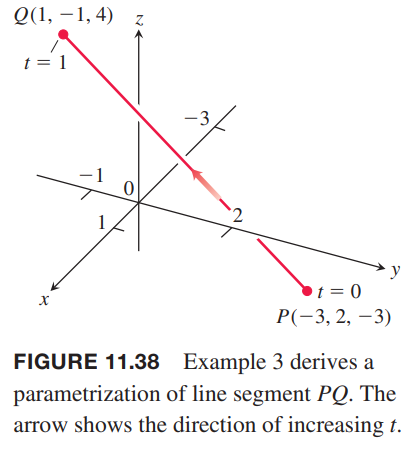 Q(1, −1, 4)
z
t = 1
−3
−1
0
1
2
y
x
t = 0
P(−3, 2, −3)
FIGURE 11.38 Example 3 derives a
parametrization of line segment PQ. The
arrow shows the direction of increasing t.